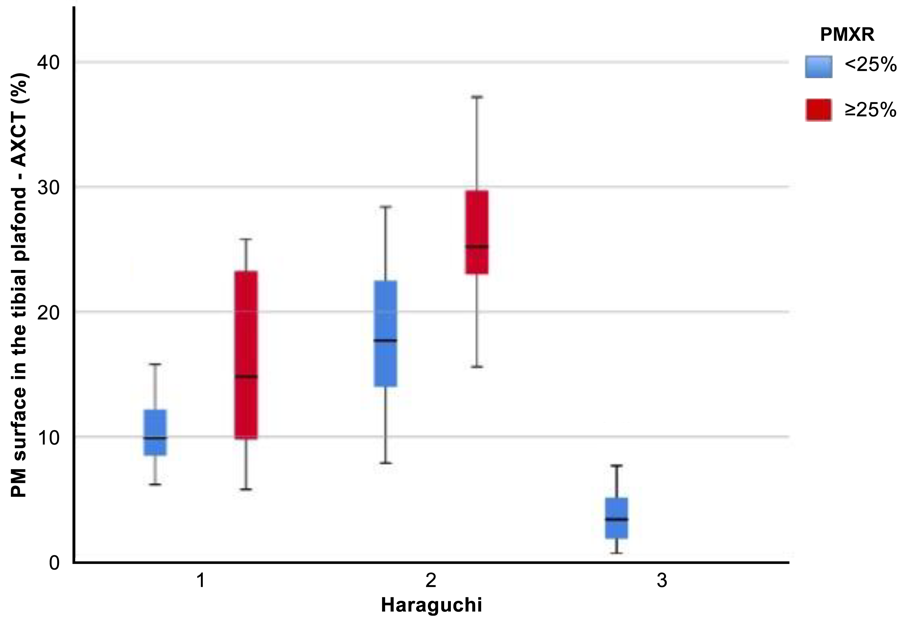 PMXR
<25%
≥25%
PM surface in the tibial plafond - AXCT (%)
40
30
20
10
0
1 2 3
Haraguchi